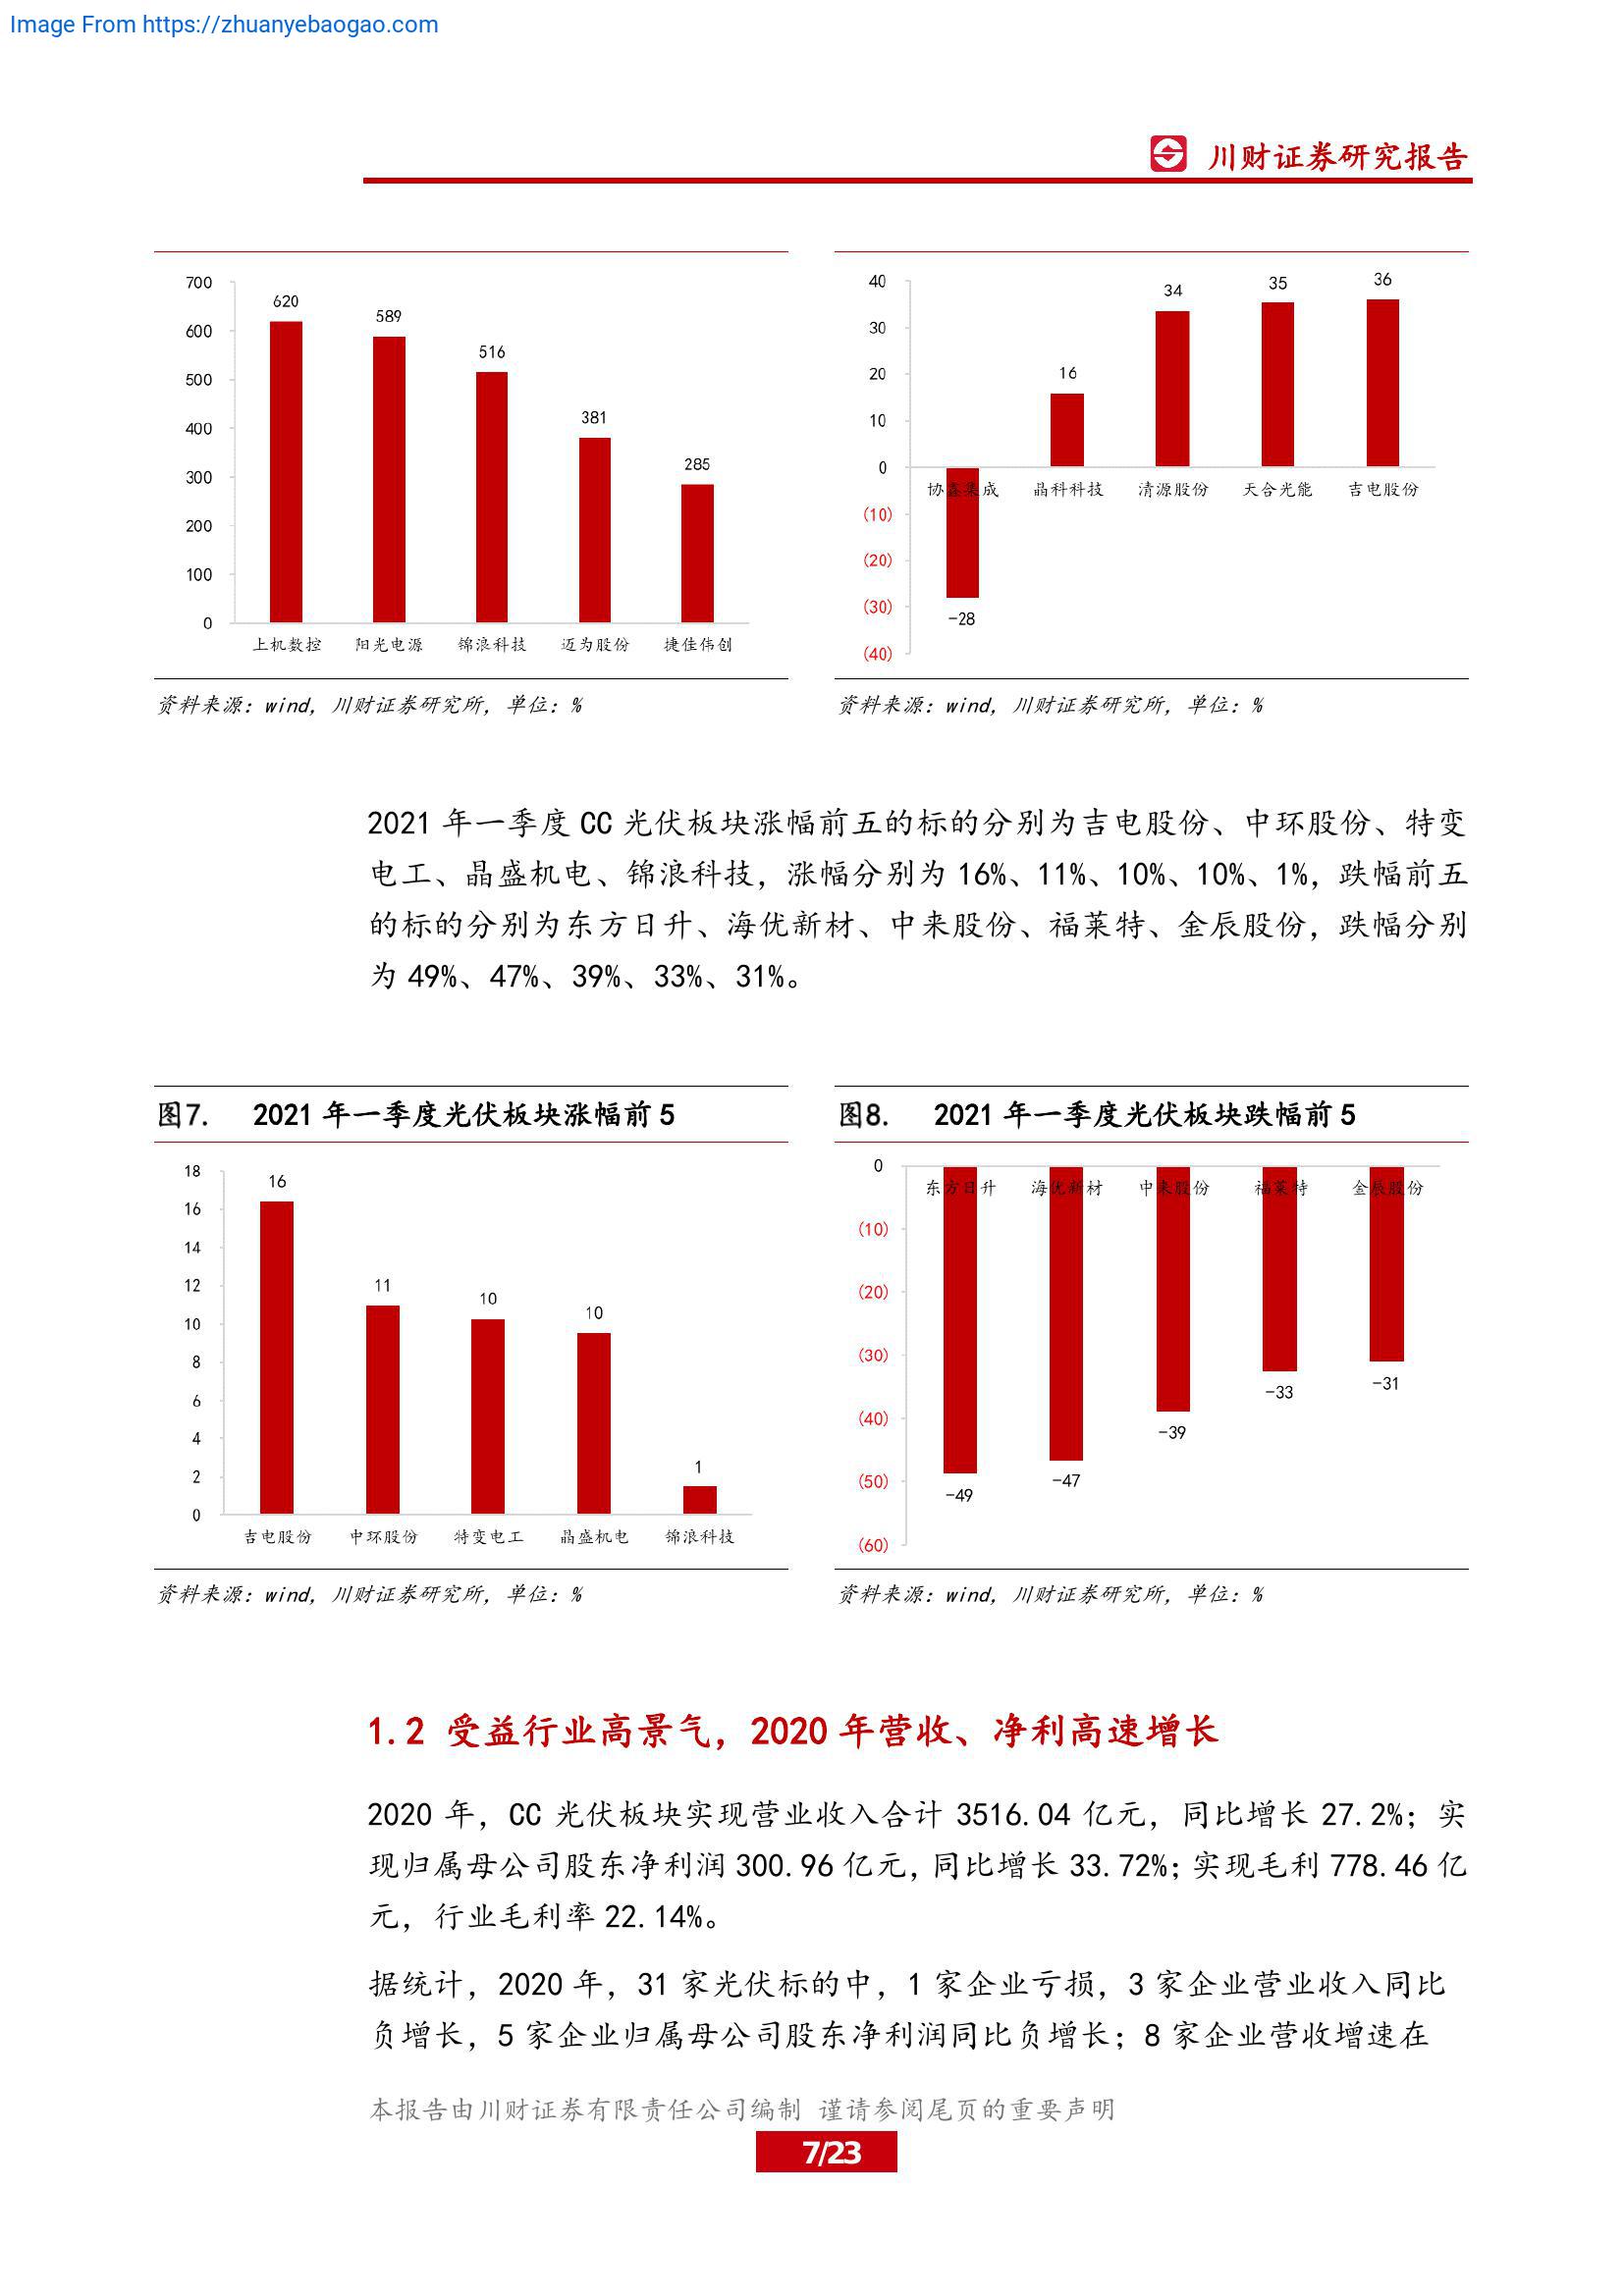 Image From https://zhuanyebaogao.com
川财证券研究报告
700
600
500
400
300
200
100
0
620
589
516
381
285
上机数控 阳光电源 锦浪科技 迈为股份 捷佳伟创
资料来源：wind，川财证券研究所，单位：%
40
30
20
10
0
(10)
(20)
(30)
(40)
-28
16
34
35
36
协鑫集成 晶科科技 清源股份 天合光能 吉电股份
资料来源：wind，川财证券研究所，单位：%
2021 年一季度 CC 光伏板块涨幅前五的标的分别为吉电股份、中环股份、特变
电工、晶盛机电、锦浪科技，涨幅分别为 16%、11%、10%、10%、1%，跌幅前五
的标的分别为东方日升、海优新材、中来股份、福莱特、金辰股份，跌幅分别
为 49%、47%、39%、33%、31%。
图7. 2021 年一季度光伏板块涨幅前 5
18
16
14
12
10
8
6
4
2
0
16
11
10
10
1
吉电股份 中环股份 特变电工 晶盛机电 锦浪科技
资料来源：wind，川财证券研究所，单位：%
图8. 2021 年一季度光伏板块跌幅前 5
0
(10)
(20)
(30)
(40)
(50)
(60)
东方日升 海优新材 中来股份 福莱特 金辰股份
-49
-47
-39
-33
-31
资料来源：wind，川财证券研究所，单位：%
1.2 受益行业高景气，2020 年营收、净利高速增长
2020 年，CC 光伏板块实现营业收入合计 3516.04 亿元，同比增长 27.2%；实
现归属母公司股东净利润 300.96 亿元，同比增长 33.72%；实现毛利 778.46 亿
元，行业毛利率 22.14%。
据统计，2020 年，31 家光伏标的中，1 家企业亏损，3 家企业营业收入同比
负增长，5 家企业归属母公司股东净利润同比负增长；8 家企业营收增速在
本报告由川财证券有限责任公司编制 谨请参阅尾页的重要声明
7/23